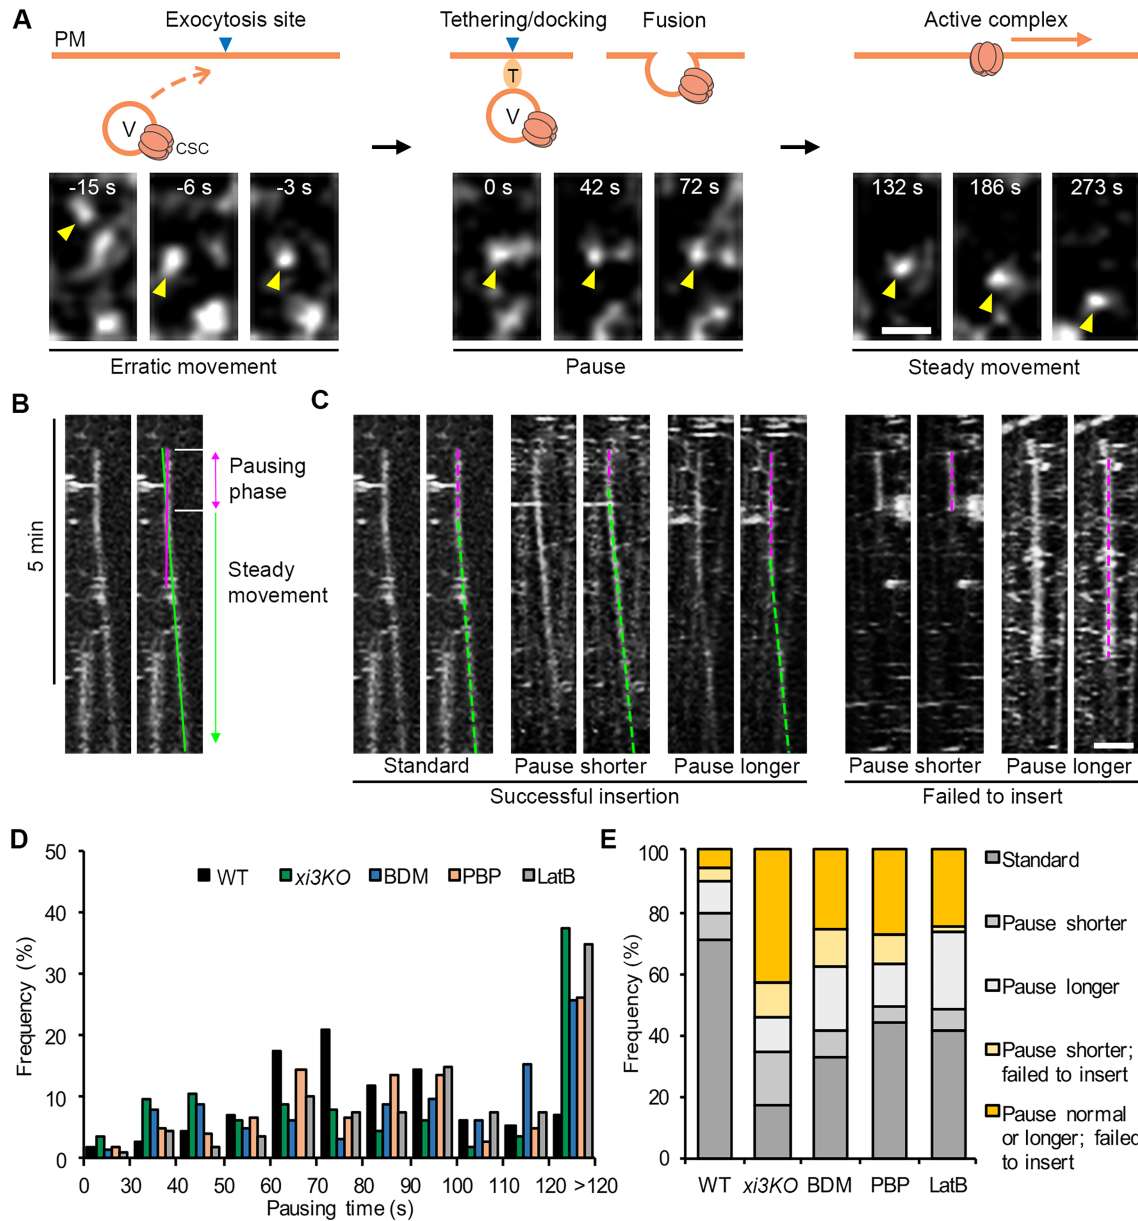 A
Exocytosis site
Tethering/docking
Fusion
Active complex
PM
T
V
V
CSC
-15 s
-6 s
-3 s
0 s
42 s
72 s
132 s
186 s
273 s
Erratic movement
Pause
Steady movement
B
C
5 min
Pausing
phase
Steady
movement
Standard
Pause shorter
Pause longer
Pause shorter
Pause longer
Successful insertion
Failed to insert
D
50
40
30
20
10
0
Frequency (%)
WT
xi3KO
BDM
PBP
LatB
0
30
40
50
60
70
80
90
100
110
120
>120
Pausing time (s)
E
100
80
60
40
20
0
Frequency (%)
WT
xi3KO
BDM
PBP
LatB
Standard
Pause shorter
Pause longer
Pause shorter;
failed to insert
Pause normal
or longer; failed
to insert